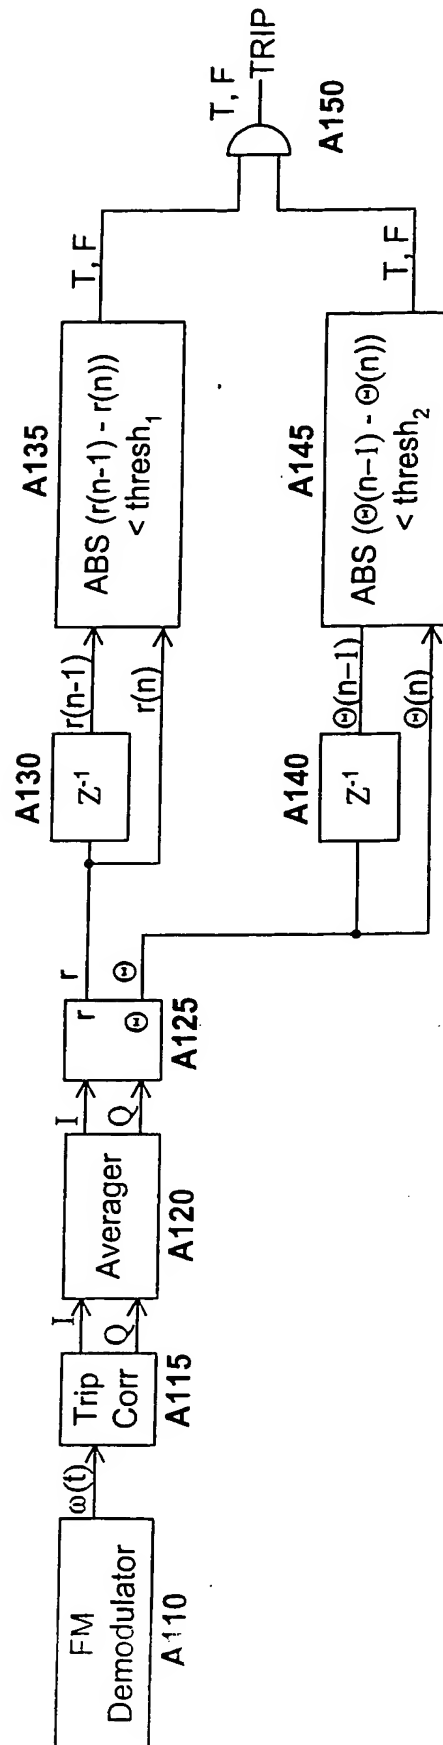 FM
Demodulator
A110
ω(t)
Trip
Corr
A115
I
Q
Averager
A120
I
Q
r
Θ
A125
r
Θ
A130
Z⁻¹
r(n-1)
r(n)
A135
ABS (r(n-1) - r(n))
< thresh₁
T, F
A140
Z⁻¹
Θ(n–1)
Θ(n)
A145
ABS (Θ(n–1) - Θ(n))
< thresh₂
T, F
T, F
TRIP
A150